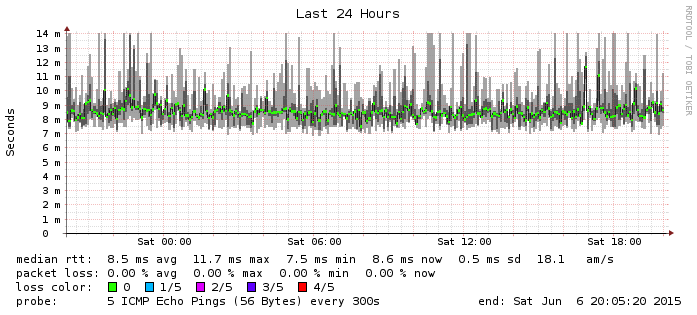 Last 24 Hours
RRDTOOL / TOBI OETIKER
Seconds
14 m
13 m
12 m
11 m
10 m
9 m
8 m
7 m
6 m
5 m
4 m
3 m
2 m
1 m
0
Sat 00:00 Sat 06:00 Sat 12:00 Sat 18:00
median rtt: 8.5 ms avg 11.7 ms max 7.5 ms min 8.6 ms now 0.5 ms sd 18.1 am/s
packet loss: 0.00 % avg 0.00 % max 0.00 % min 0.00 % now
loss color: 0 1/5 2/5 3/5 4/5
probe: 5 ICMP Echo Pings (56 Bytes) every 300s end: Sat Jun 6 20:05:20 2015